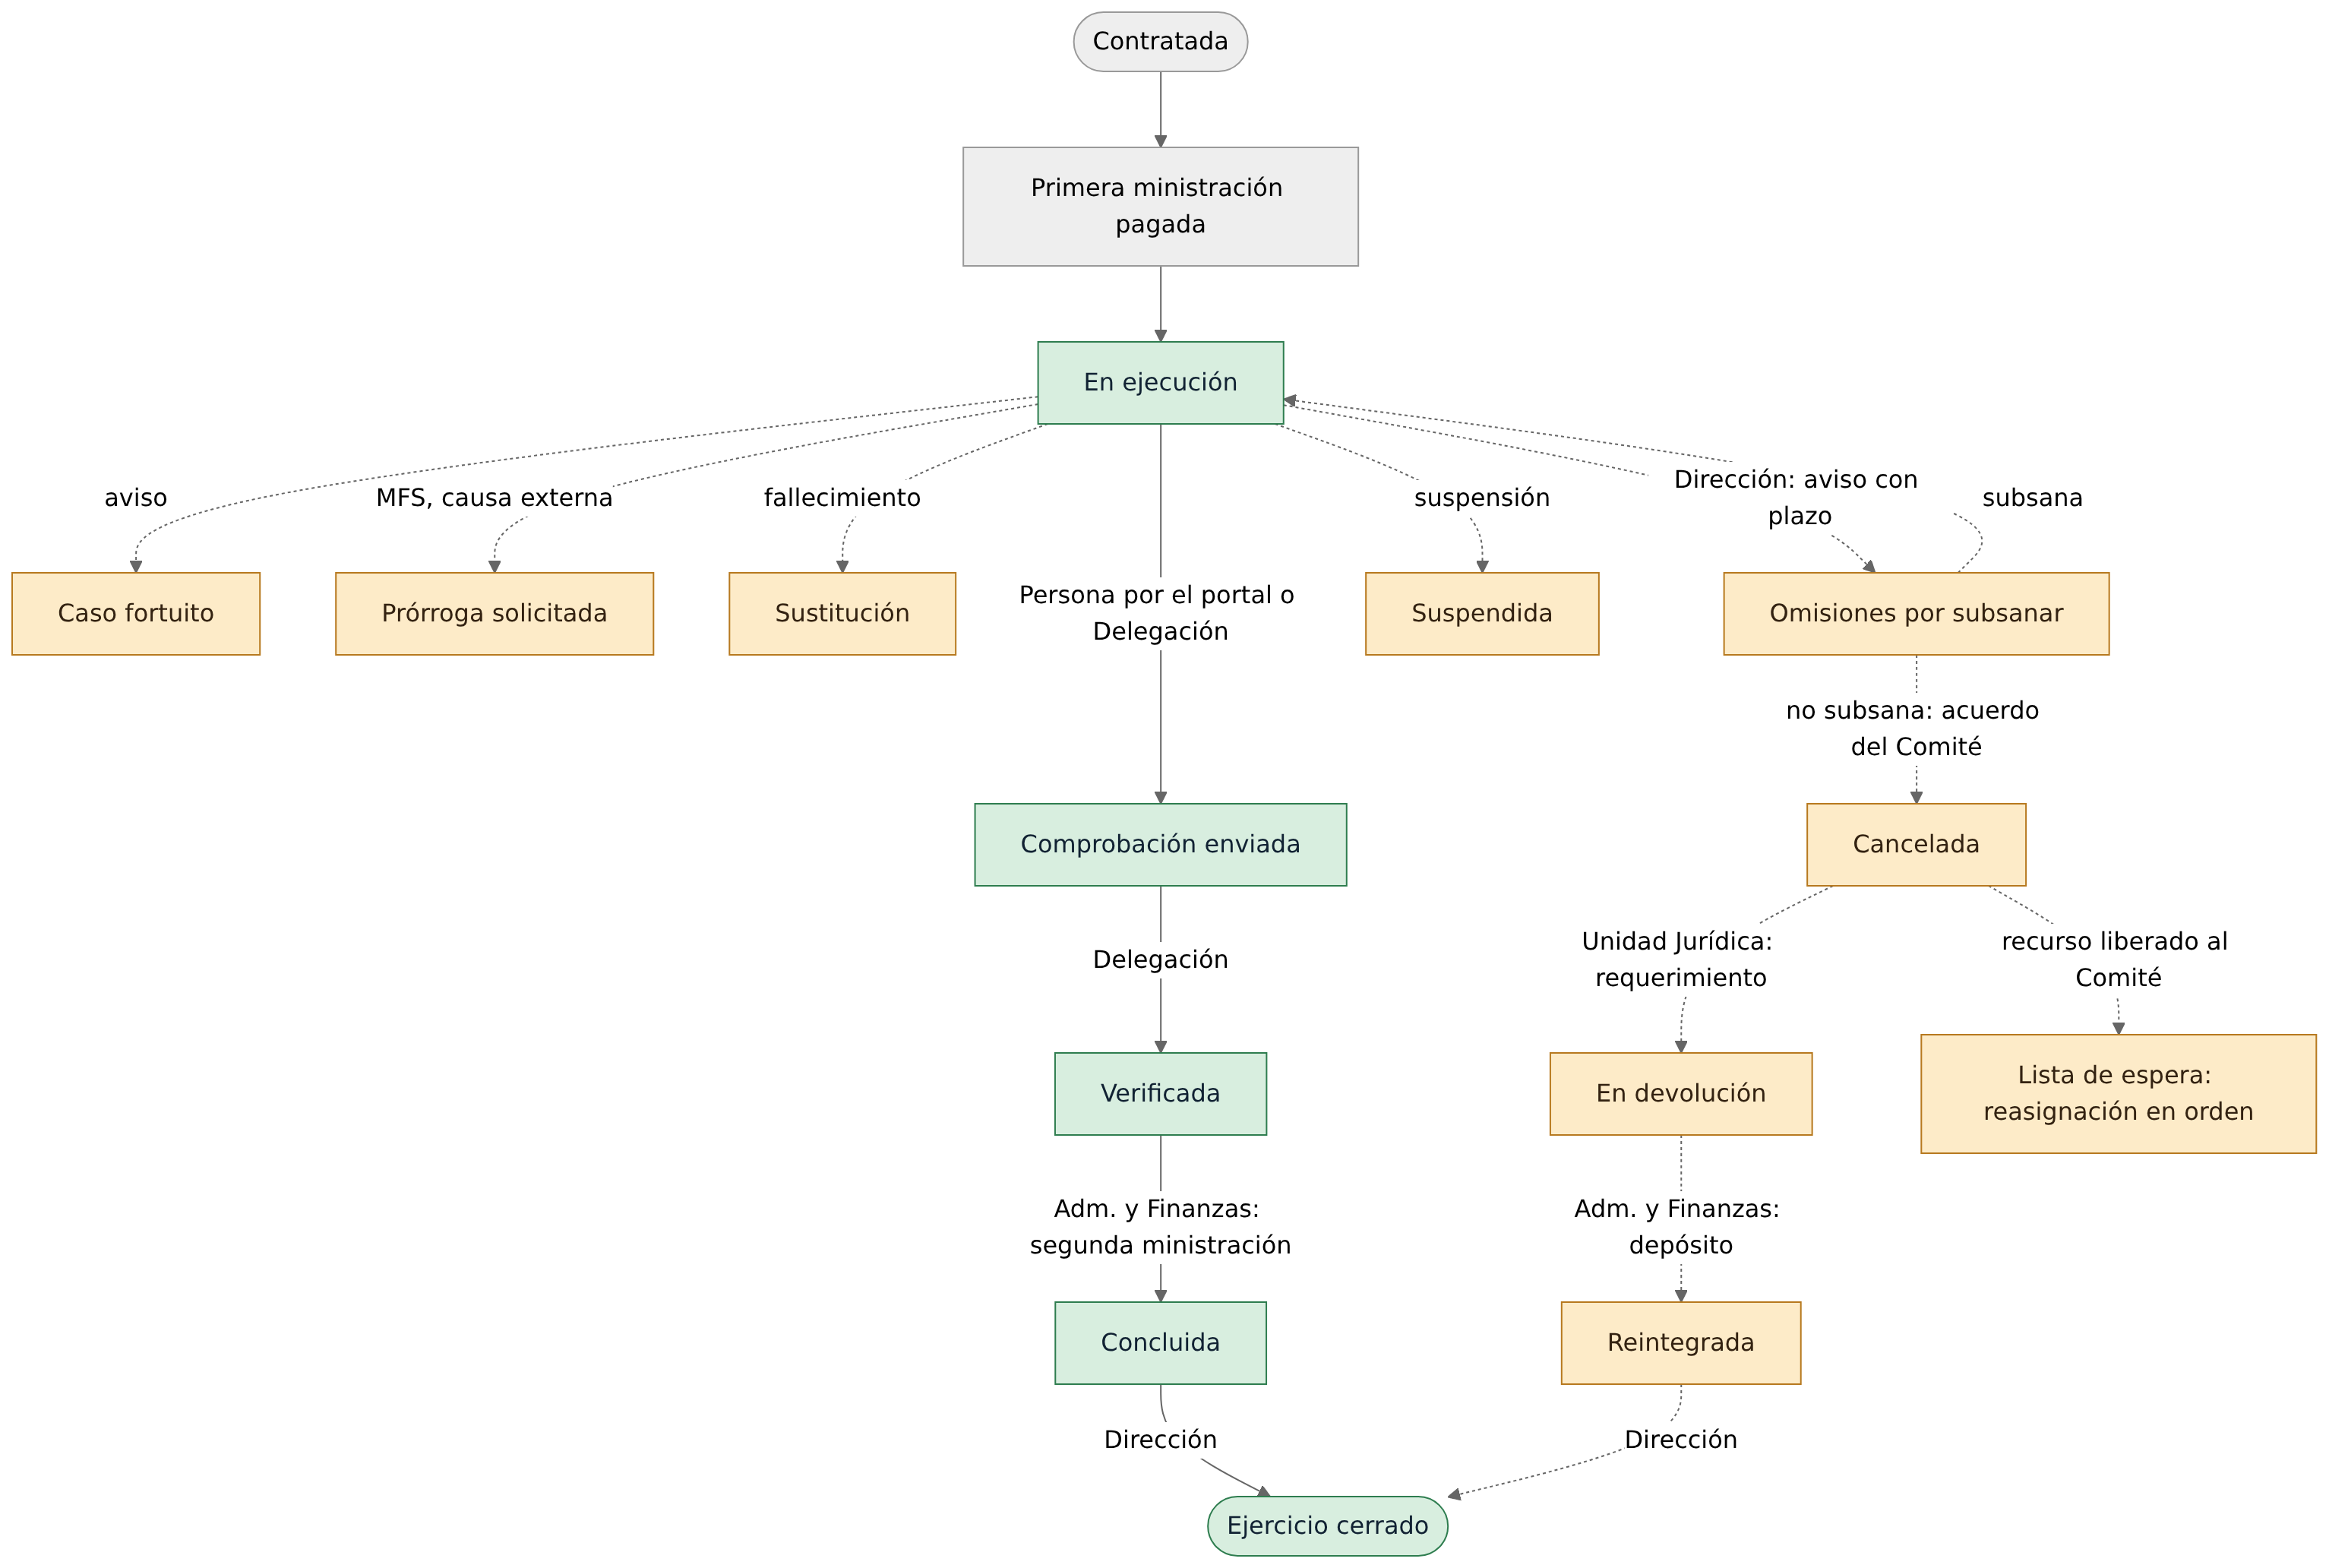 Contratada
Primera ministración
pagada
En ejecución
aviso
MFS, causa externa
fallecimiento
suspensión
Dirección: aviso con
plazo
subsana
Caso fortuito
Prórroga solicitada
Sustitución
Persona por el portal o
Delegación
Suspendida
Omisiones por subsanar
no subsana: acuerdo
del Comité
Comprobación enviada
Cancelada
Delegación
Unidad Jurídica:
requerimiento
recurso liberado al
Comité
Verificada
En devolución
Lista de espera:
reasignación en orden
Adm. y Finanzas:
segunda ministración
Adm. y Finanzas:
depósito
Concluida
Reintegrada
Dirección
Dirección
Ejercicio cerrado